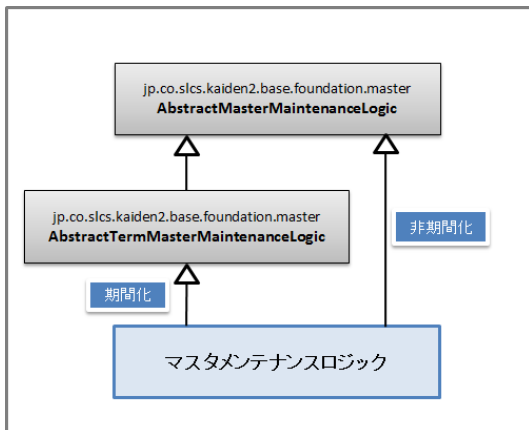 jp.co.slcs.kaiden2.base.foundation.master
AbstractMasterMaintenanceLogic
jp.co.slcs.kaiden2.base.foundation.master
AbstractTermMasterMaintenanceLogic
非期間化
期間化
マスタメンテナンスロジック